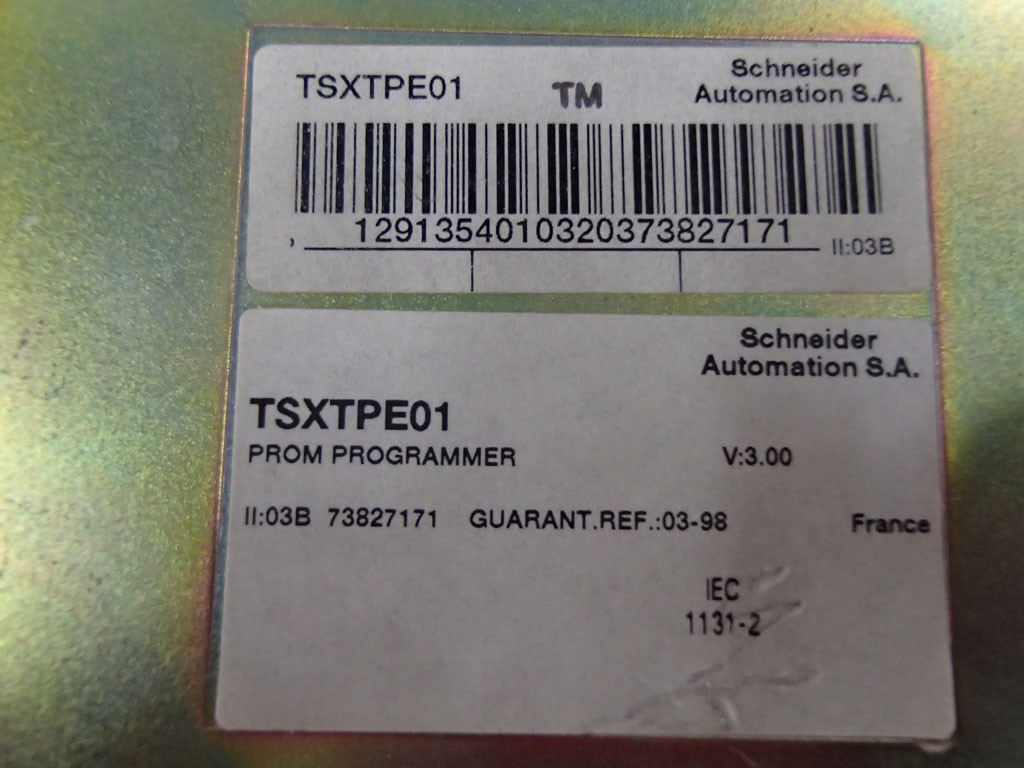 TSXTPE01
TM
Schneider
Automation S.A.
1291354010320373827171
II:03B
Schneider
Automation S.A.
TSXTPE01
PROM PROGRAMMER
V:3.00
II:03B 73827171 GUARANT.REF.:03-98 France
IEC
1131-2